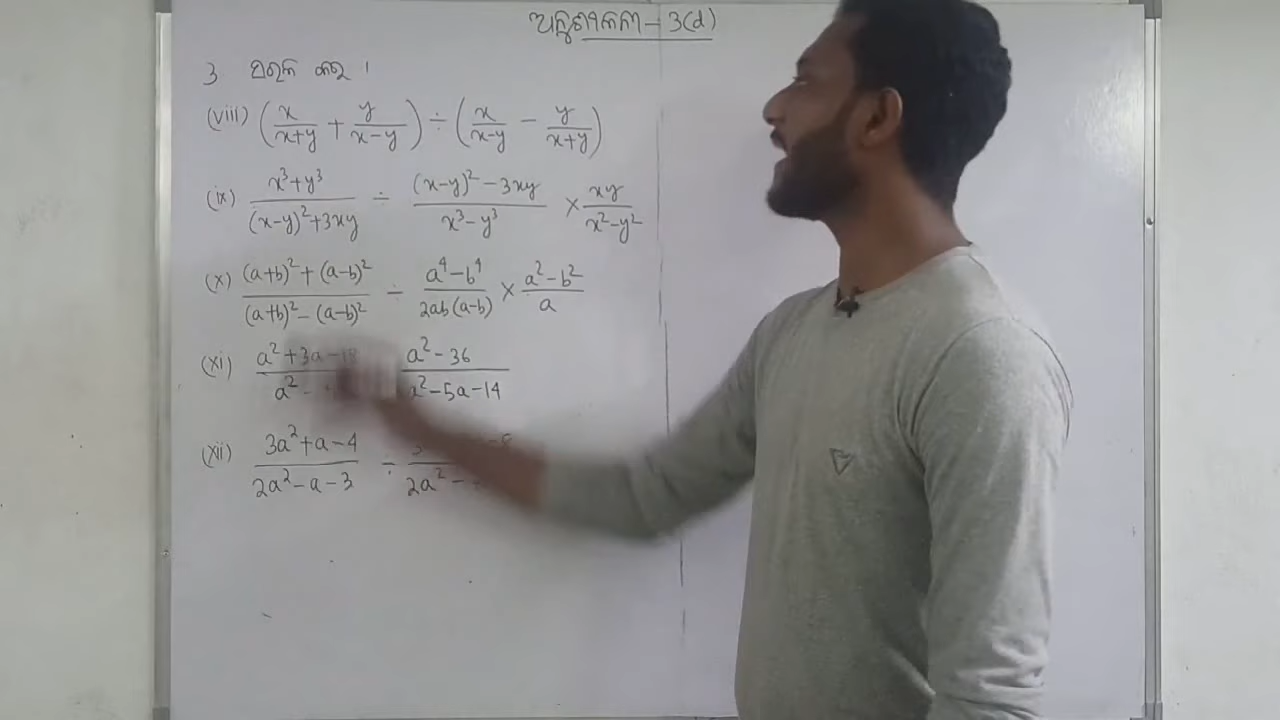 ଅନୁଶୀଳନୀ - 3(d)
3. ସରଳ କର ।
(viii) (x/(x+y) + y/(x-y)) ÷ (x/(x-y) - y/(x+y))
(ix) (x³+y³)/((x-y)²+3xy) ÷ ((x-y)²-3xy)/(x³-y³) × xy/(x²-y²)
(x) ((a+b)²+(a-b)²)/((a+b)²-(a-b)²) ÷ (a⁴-b⁴)/(2ab(a-b)) × (a²-b²)/a
(xi) (a²+3a-18)/(a²-) (a²-36)/(a²-5a-14)
(xii) (3a²+a-4)/(2a²-a-3) ÷ /(2a²-)